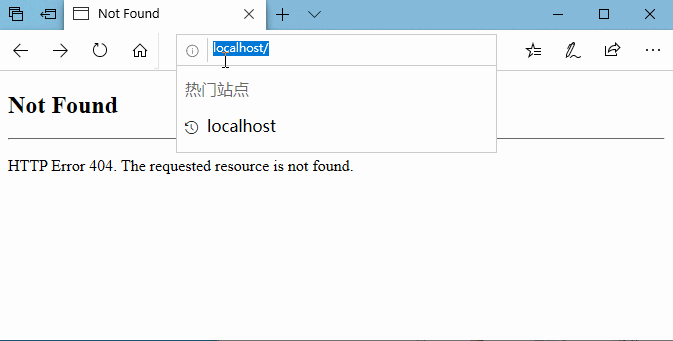 Not Found
localhost/
热门站点
localhost
Not Found
HTTP Error 404. The requested resource is not found.